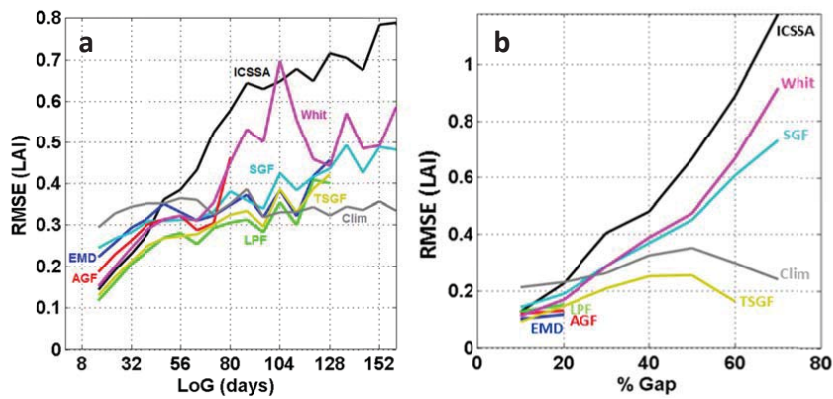 a
RMSE (LAI)
0.8
0.7
0.6
0.5
0.4
0.3
0.2
0.1
0
8 32 56 80 104 128 152
LoG (days)
ICSSA
Whit
SGF
TSGF
Clim
LPF
EMD
AGF
b
RMSE (LAI)
1
0.8
0.6
0.4
0.2
0
0 20 40 60 80
% Gap
ICSSA
Whit
SGF
Clim
TSGF
LPF
AGF
EMD